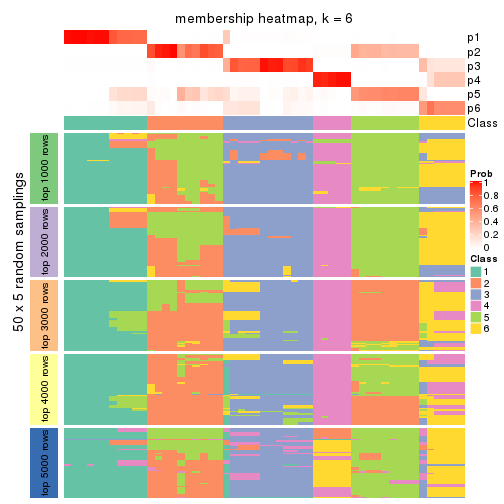 membership heatmap, k = 6
p1
p2
p3
p4
p5
p6
Class
50 x 5 random samplings
top 1000 rows
top 2000 rows
top 3000 rows
top 4000 rows
top 5000 rows
Prob
1
0.8
0.6
0.4
0.2
0
Class
1
2
3
4
5
6